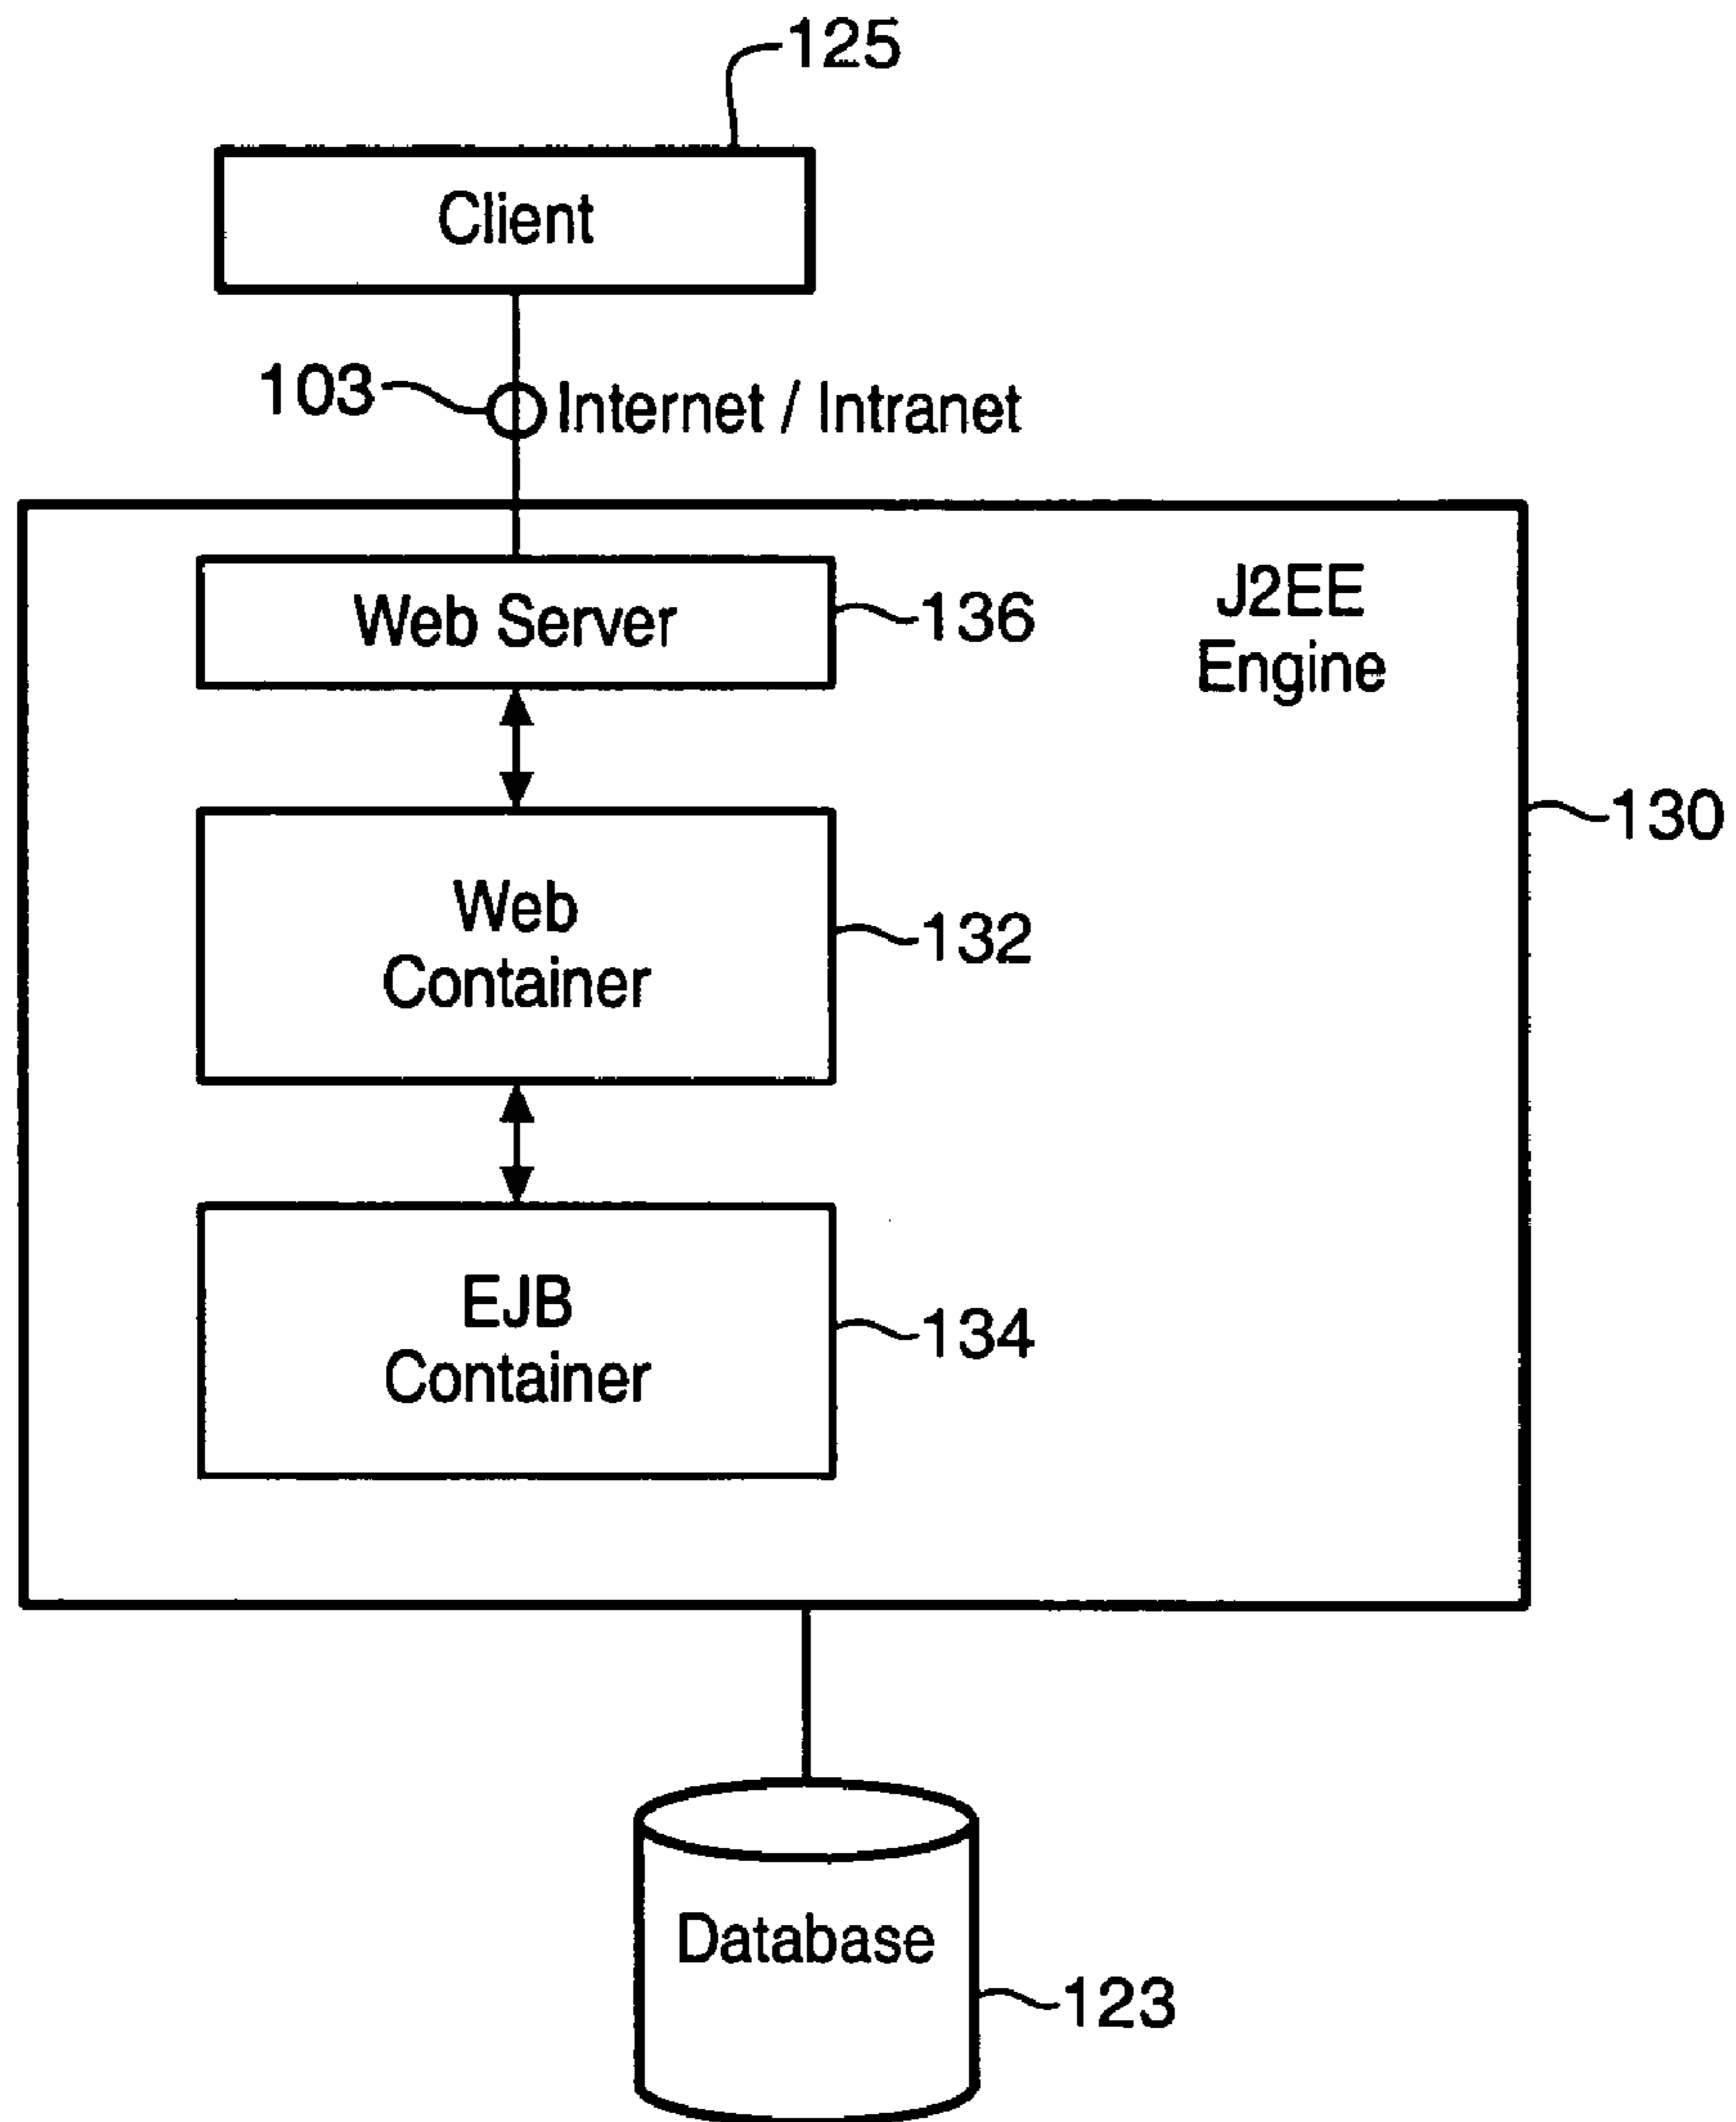 125
Client
103
Internet / Intranet
Web Server
136
J2EE
Engine
130
Web
Container
132
EJB
Container
134
Database
123